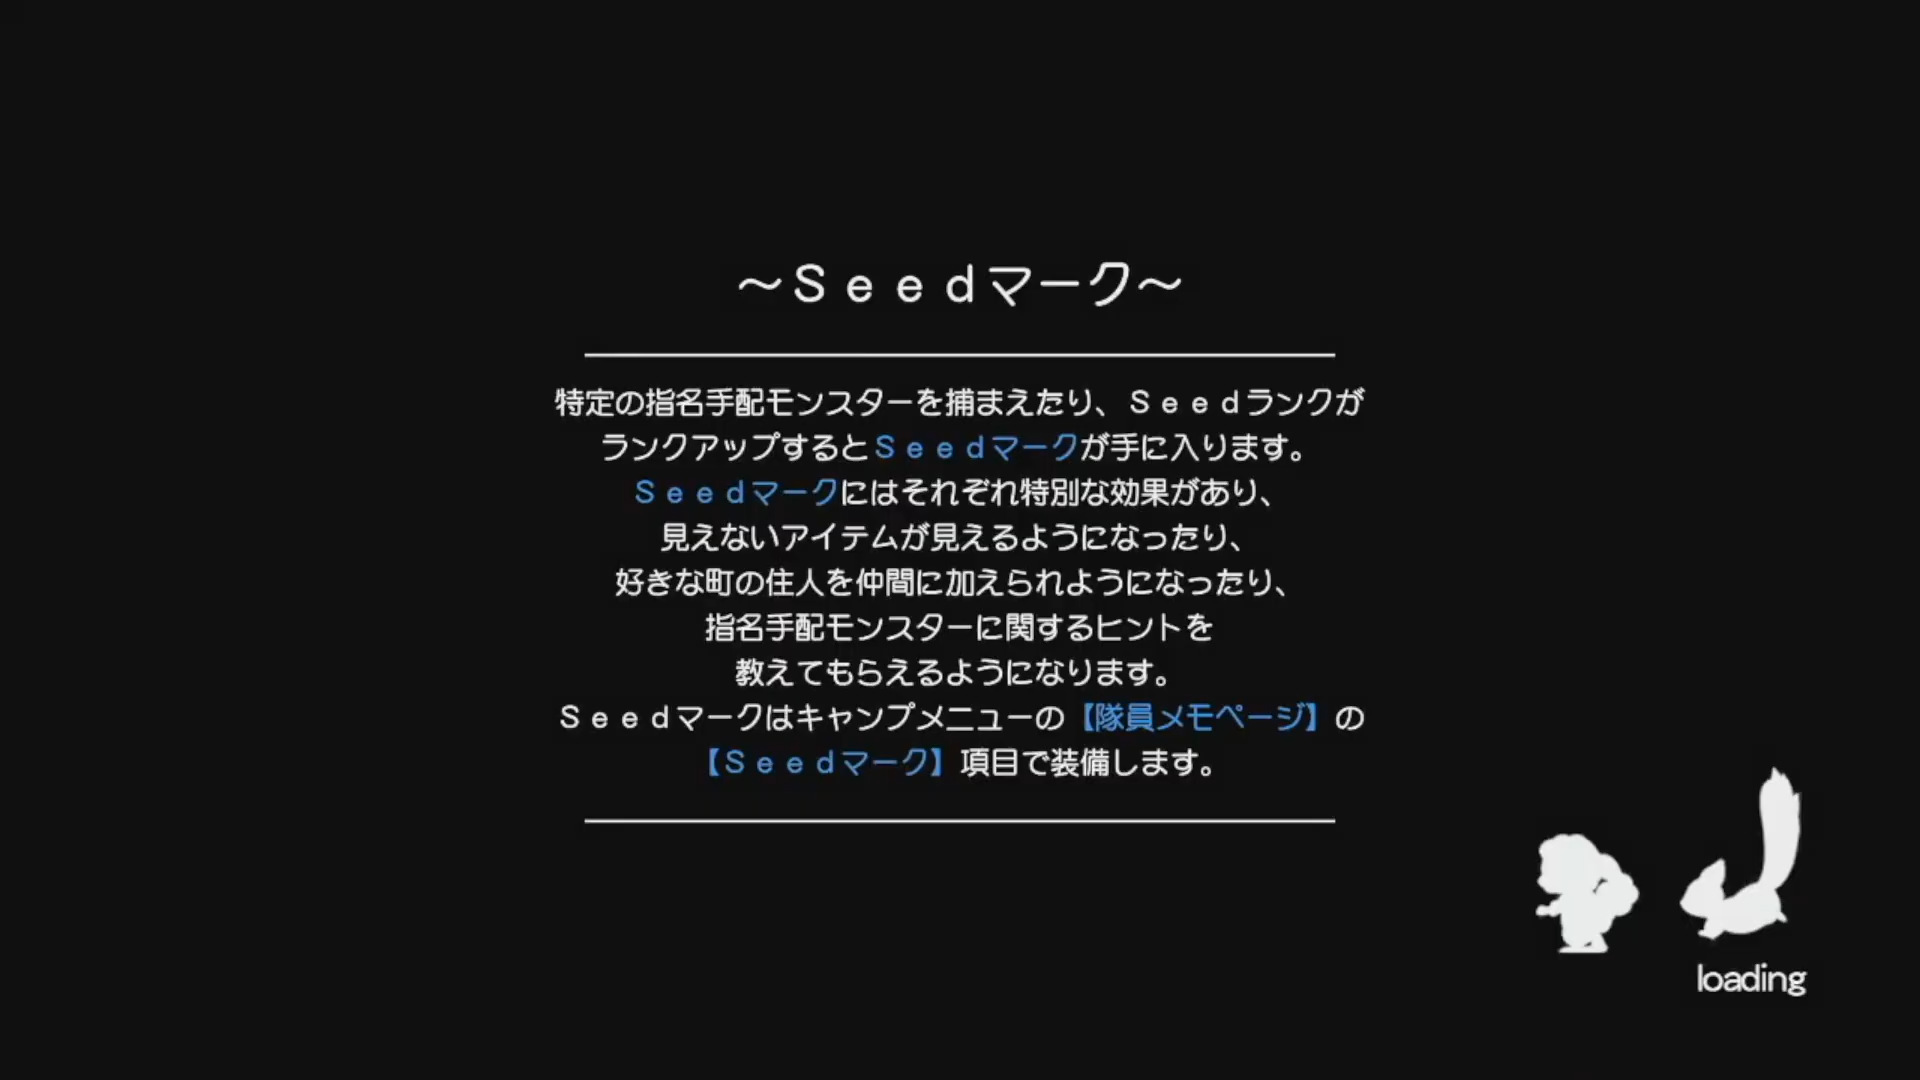 ～Ｓｅｅｄマーク～
特定の指名手配モンスターを捕まえたり、Ｓｅｅｄランクが
ランクアップするとＳｅｅｄマークが手に入ります。
Ｓｅｅｄマークにはそれぞれ特別な効果があり、
見えないアイテムが見えるようになったり、
好きな町の住人を仲間に加えられようになったり、
指名手配モンスターに関するヒントを
教えてもらえるようになります。
Ｓｅｅｄマークはキャンプメニューの【隊員メモページ】の
【Ｓｅｅｄマーク】項目で装備します。
loading